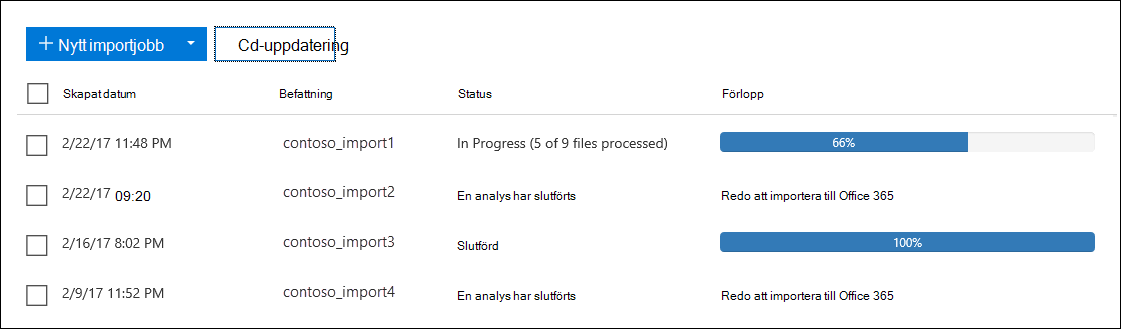 Nytt importjobb Cd-uppdatering
Skapat datum Befattning Status Förlopp
2/22/17 11:48 PM contoso_import1 In Progress (5 of 9 files processed) 66%
2/22/17 09:20 contoso_import2 En analys har slutförts Redo att importera till Office 365
2/16/17 8:02 PM contoso_import3 Slutförd 100%
2/9/17 11:52 PM contoso_import4 En analys har slutförts Redo att importera till Office 365